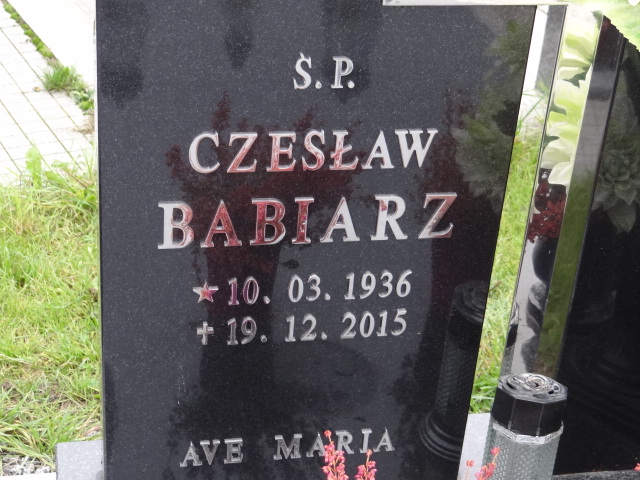 Ś.P.
CZESŁAW
BABIARZ
★ 10. 03. 1936
✝ 19. 12. 2015
AVE MARIA